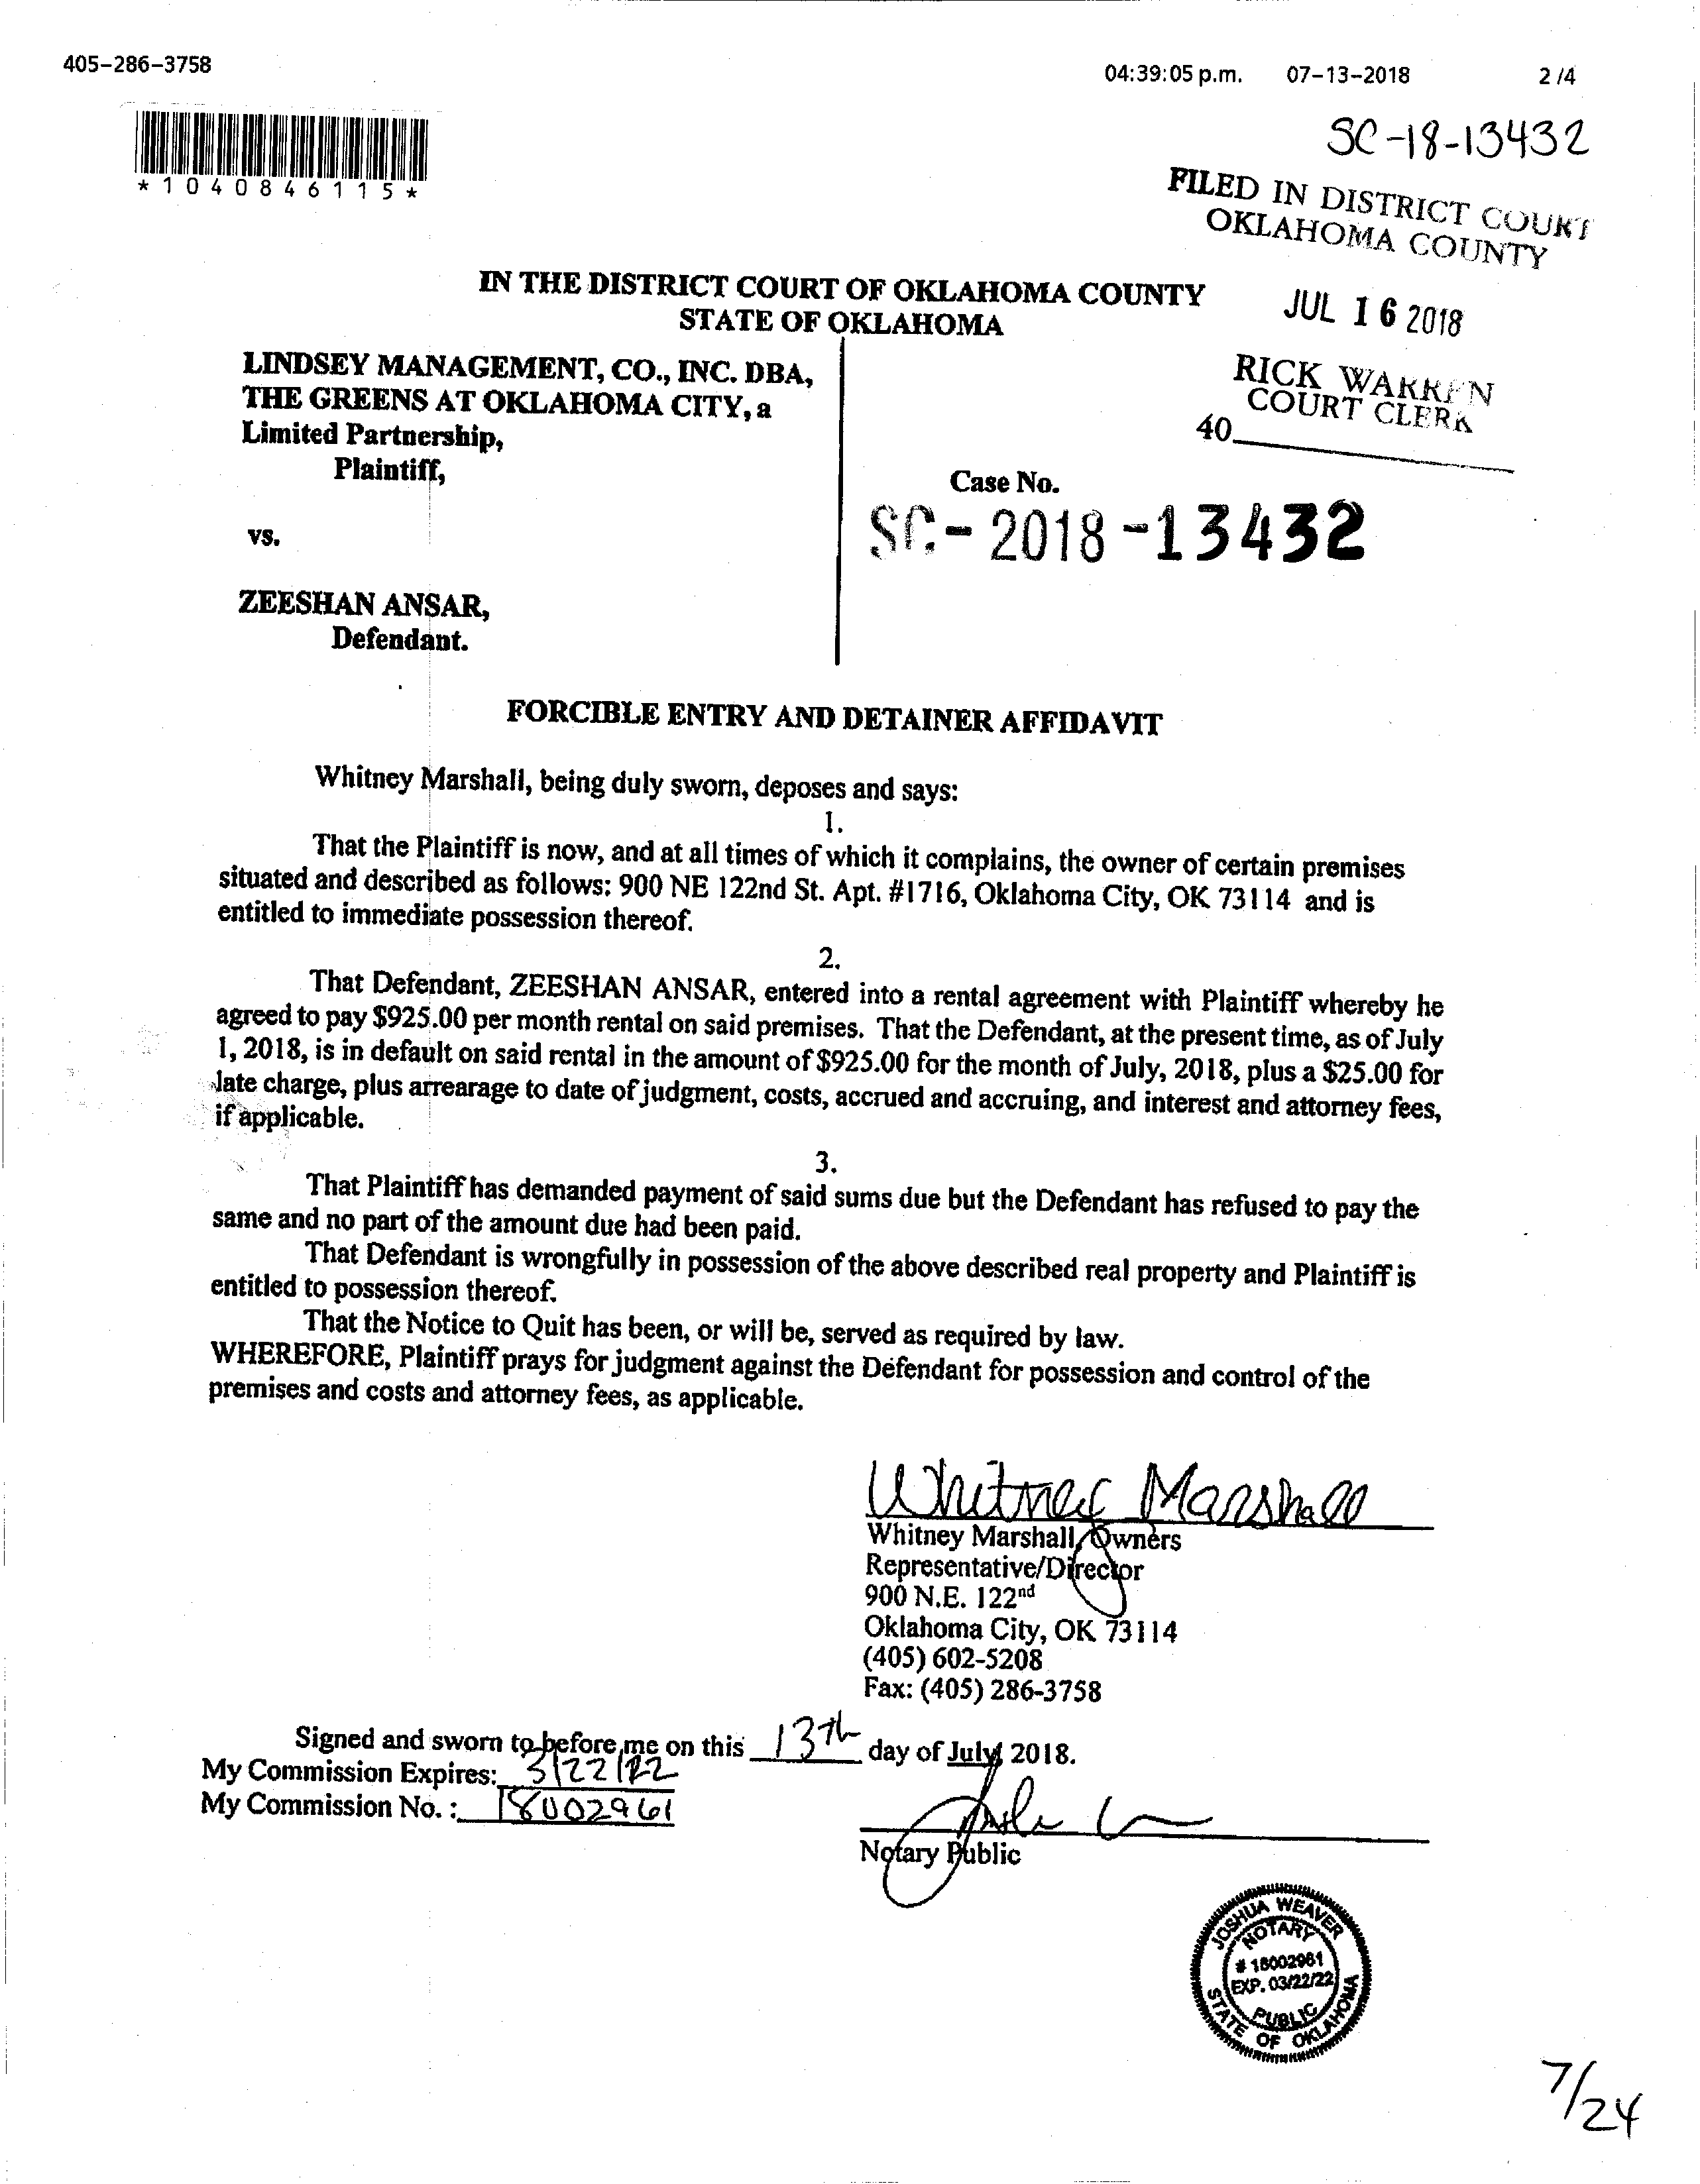 405-286-3758
04:39:05 p.m. 07-13-2018 2 /4
*1040846115*
SC-18-13432
FILED IN DISTRICT COURT
OKLAHOMA COUNTY
IN THE DISTRICT COURT OF OKLAHOMA COUNTY
STATE OF OKLAHOMA
JUL 16 2018
RICK WARREN
COURT CLERK
40
LINDSEY MANAGEMENT, CO., INC. DBA,
THE GREENS AT OKLAHOMA CITY, a
Limited Partnership,
Plaintiff,
Case No.
SC-2018-13432
vs.
ZEESHAN ANSAR,
Defendant.
FORCIBLE ENTRY AND DETAINER AFFIDAVIT
Whitney Marshall, being duly sworn, deposes and says:
1.
That the Plaintiff is now, and at all times of which it complains, the owner of certain premises
situated and described as follows: 900 NE 122nd St. Apt. #1716, Oklahoma City, OK 73114 and is
entitled to immediate possession thereof.
2.
That Defendant, ZEESHAN ANSAR, entered into a rental agreement with Plaintiff whereby he
agreed to pay $925.00 per month rental on said premises. That the Defendant, at the present time, as of July
1, 2018, is in default on said rental in the amount of $925.00 for the month of July, 2018, plus a $25.00 for
late charge, plus arrearage to date of judgment, costs, accrued and accruing, and interest and attorney fees,
if applicable.
3.
That Plaintiff has demanded payment of said sums due but the Defendant has refused to pay the
same and no part of the amount due had been paid.
That Defendant is wrongfully in possession of the above described real property and Plaintiff is
entitled to possession thereof.
That the Notice to Quit has been, or will be, served as required by law.
WHEREFORE, Plaintiff prays for judgment against the Defendant for possession and control of the
premises and costs and attorney fees, as applicable.
Whitney Marshall
Whitney Marshall, Owners
Representative/Director
900 N.E. 122nd
Oklahoma City, OK 73114
(405) 602-5208
Fax: (405) 286-3758
Signed and sworn to before me on this 13th day of July, 2018.
My Commission Expires: 3/22/22
My Commission No. : 18002961
Notary Public
JOSHUA WEAVER
NOTARY
# 18002961
EXP. 03/22/22
PUBLIC
STATE OF OKLAHOMA
7/24